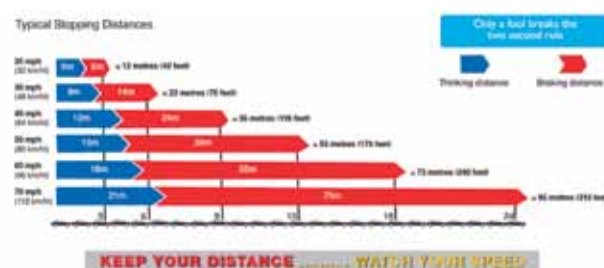 Typical Stopping Distances
Only a fool breaks the
two second rule
Thinking distance
Braking distance
20 mph
(32 km/h)
6m
6m
= 12 metres (40 feet)
30 mph
(48 km/h)
9m
14m
= 23 metres (75 feet)
40 mph
(64 km/h)
12m
24m
= 36 metres (118 feet)
50 mph
(80 km/h)
15m
38m
= 53 metres (175 feet)
60 mph
(96 km/h)
18m
55m
= 73 metres (240 feet)
70 mph
(112 km/h)
21m
75m
= 96 metres (315 feet)
KEEP YOUR DISTANCE ........ WATCH YOUR SPEED